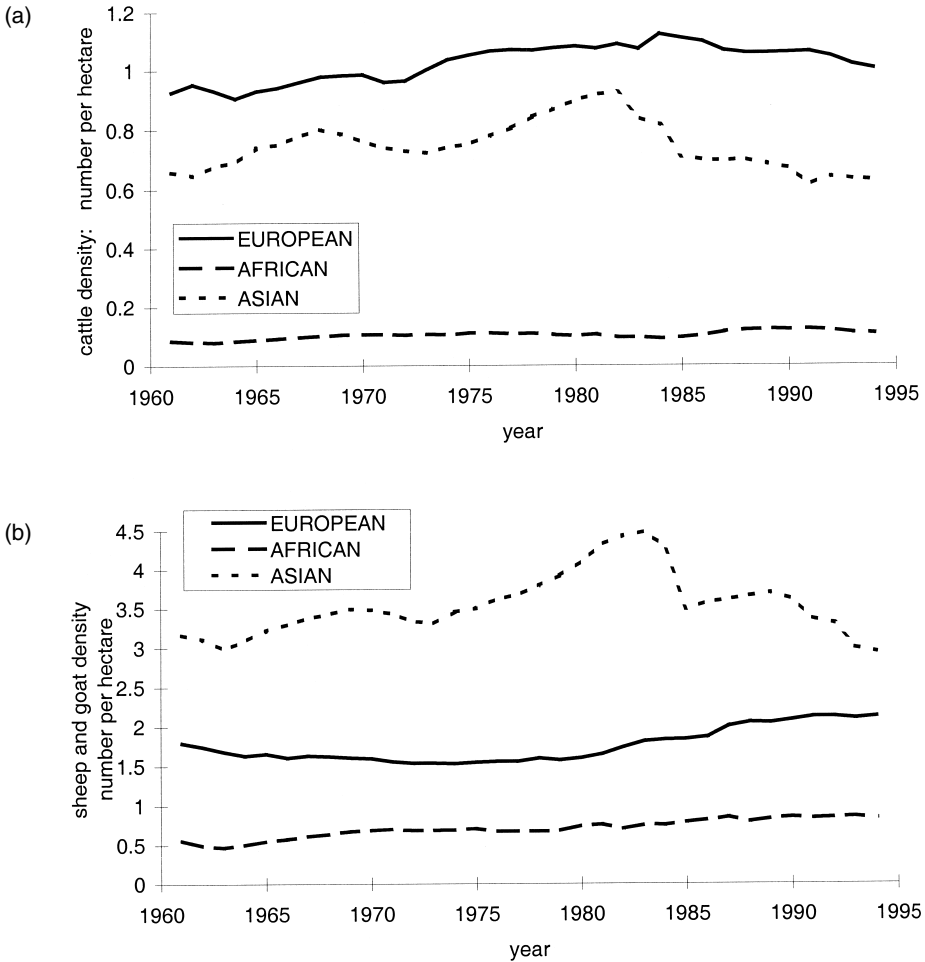 (a)
cattle density: number per hectare
1.2
1
0.8
0.6
0.4
0.2
0
EUROPEAN
AFRICAN
ASIAN
1960 1965 1970 1975 1980 1985 1990 1995
year
(b)
sheep and goat density
number per hectare
EUROPEAN
AFRICAN
ASIAN
4.5
4
3.5
3
2.5
2
1.5
1
0.5
0
1960 1965 1970 1975 1980 1985 1990 1995
year